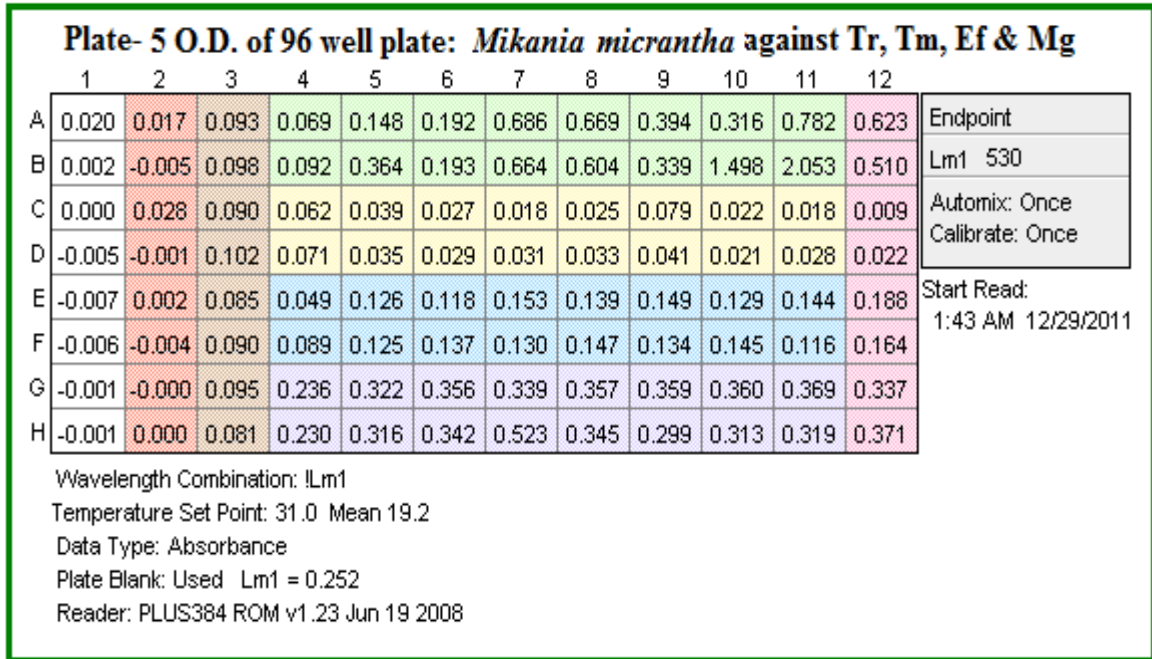 Plate- 5 O.D. of 96 well plate: Mikania micrantha against Tr, Tm, Ef & Mg
1 2 3 4 5 6 7 8 9 10 11 12
A 0.020 0.017 0.093 0.069 0.148 0.192 0.686 0.669 0.394 0.316 0.782 0.623
B 0.002 -0.005 0.098 0.092 0.364 0.193 0.664 0.604 0.339 1.498 2.053 0.510
C 0.000 0.028 0.090 0.062 0.039 0.027 0.018 0.025 0.079 0.022 0.018 0.009
D -0.005 -0.001 0.102 0.071 0.035 0.029 0.031 0.033 0.041 0.021 0.028 0.022
E -0.007 0.002 0.085 0.049 0.126 0.118 0.153 0.139 0.149 0.129 0.144 0.188
F -0.006 -0.004 0.090 0.089 0.125 0.137 0.130 0.147 0.134 0.145 0.116 0.164
G -0.001 -0.000 0.095 0.236 0.322 0.356 0.339 0.357 0.359 0.360 0.369 0.337
H -0.001 0.000 0.081 0.230 0.316 0.342 0.523 0.345 0.299 0.313 0.319 0.371
Endpoint
Lm1 530
Automix: Once
Calibrate: Once
Start Read:
1:43 AM 12/29/2011
Wavelength Combination: !Lm1
Temperature Set Point: 31.0 Mean 19.2
Data Type: Absorbance
Plate Blank: Used Lm1 = 0.252
Reader: PLUS384 ROM v1.23 Jun 19 2008